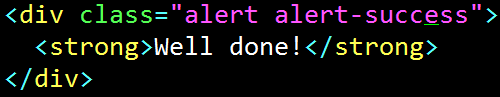 <div class="alert alert-success">
  <strong>Well done!</strong>
</div>